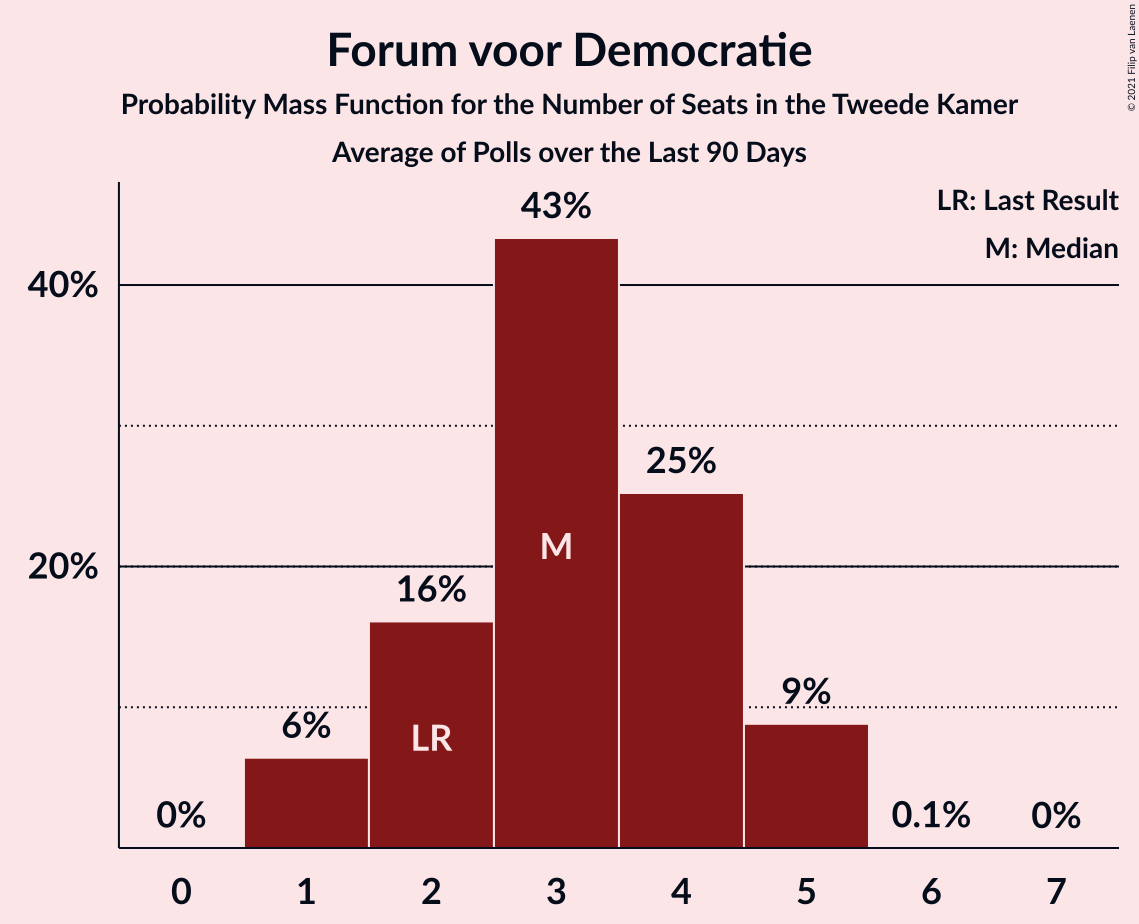 Forum voor Democratie
Probability Mass Function for the Number of Seats in the Tweede Kamer
Average of Polls over the Last 90 Days
© 2021 Filip van Laenen
LR: Last Result
M: Median
43%
40%
25%
M
20%
16%
9%
6%
LR
0%
0.1%
0%
0 1 2 3 4 5 6 7